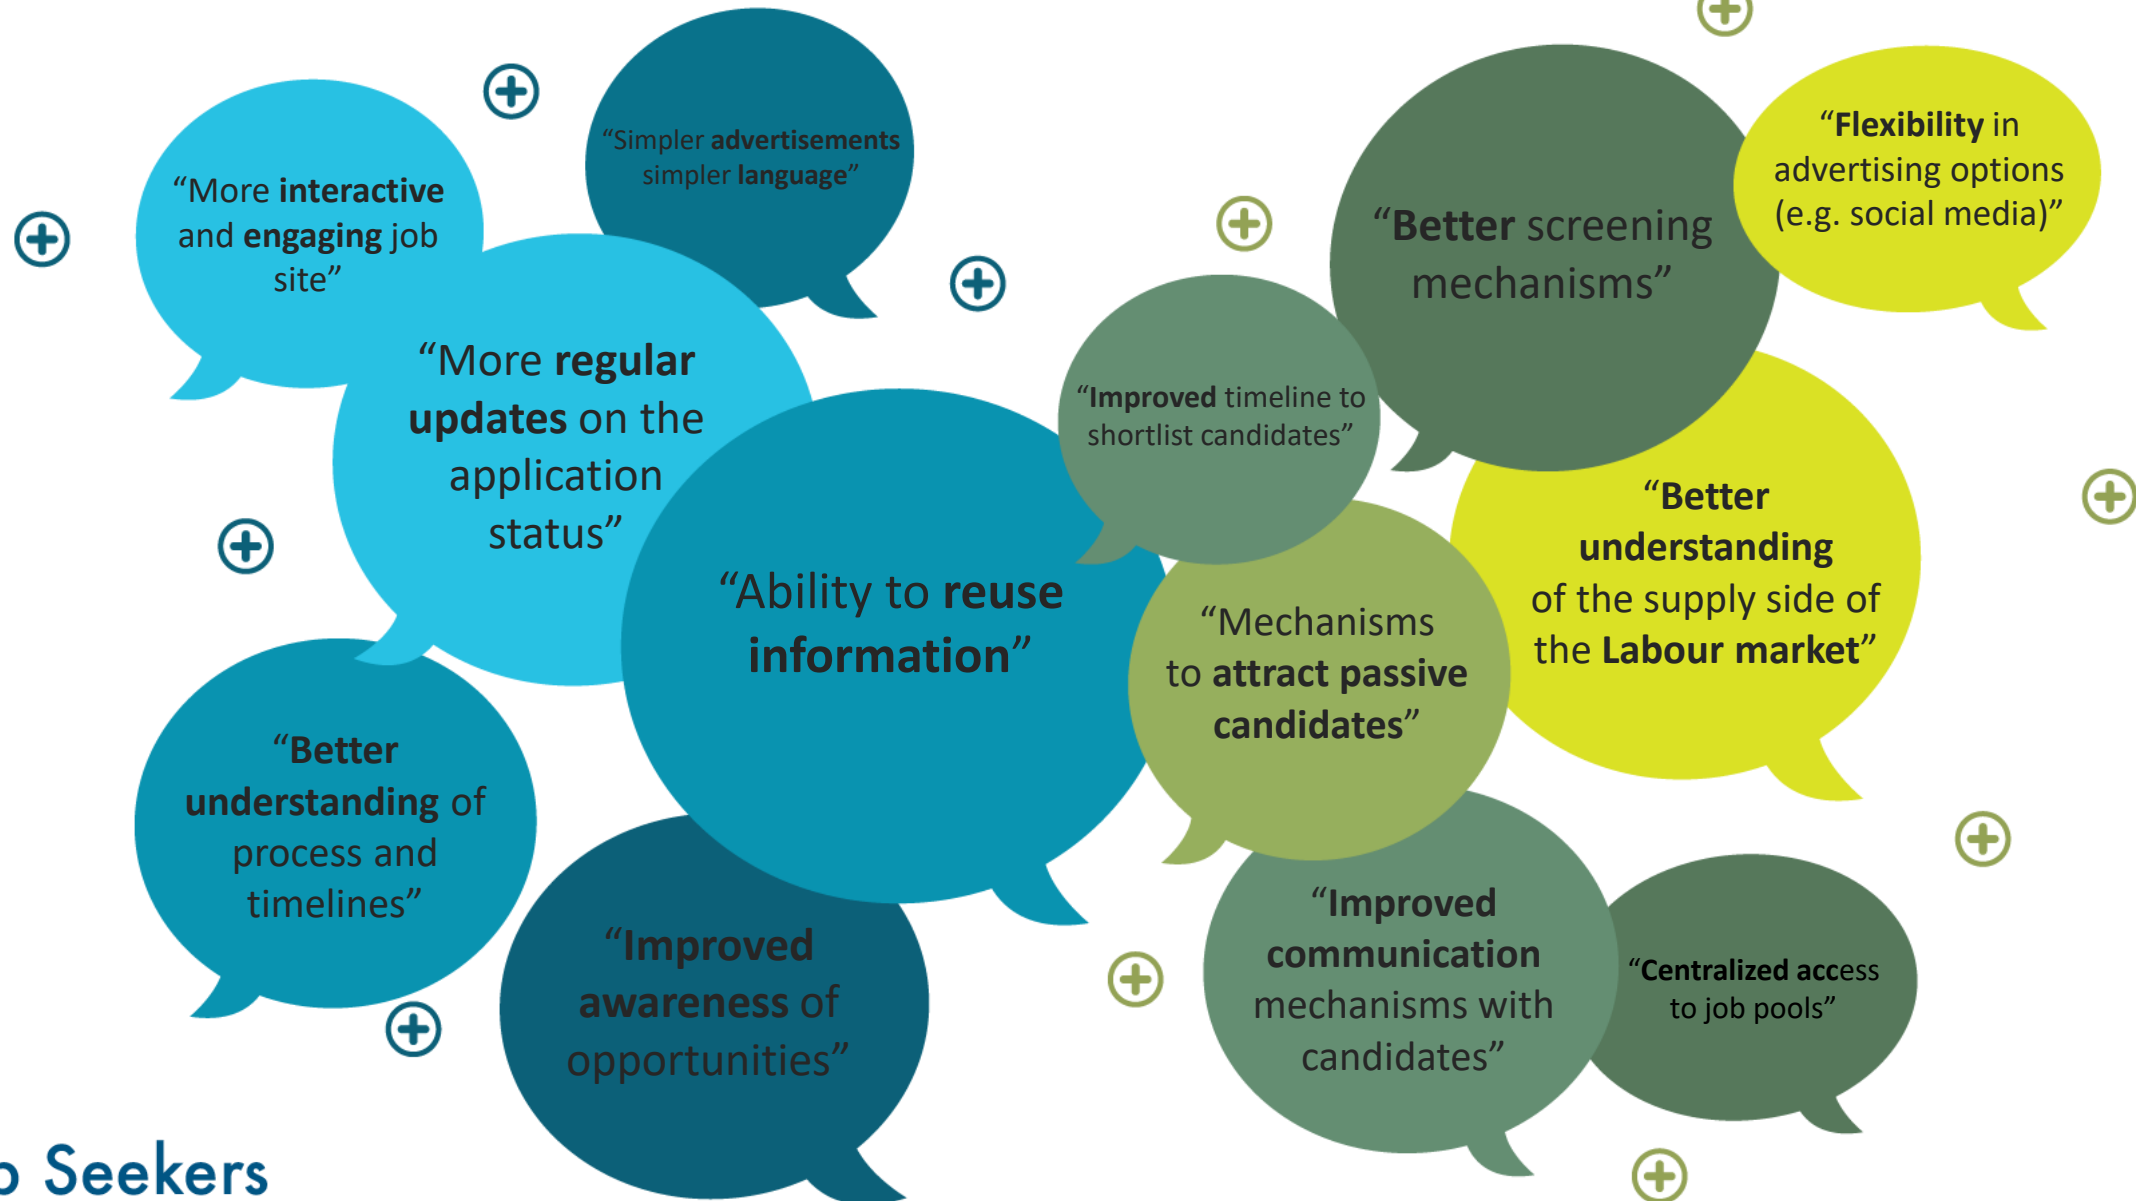 “More interactive
and engaging job
site”
“Simpler advertisements
simpler language”
“More regular
updates on the
application
status”
“Ability to reuse
information”
“Better
understanding of
process and
timelines”
“Improved
awareness of
opportunities”
“Better screening
mechanisms”
“Flexibility in
advertising options
(e.g. social media)”
“Improved timeline to
shortlist candidates”
“Better
understanding
of the supply side of
the Labour market”
“Mechanisms
to attract passive
candidates”
“Improved
communication
mechanisms with
candidates”
“Centralized access
to job pools”
Seekers